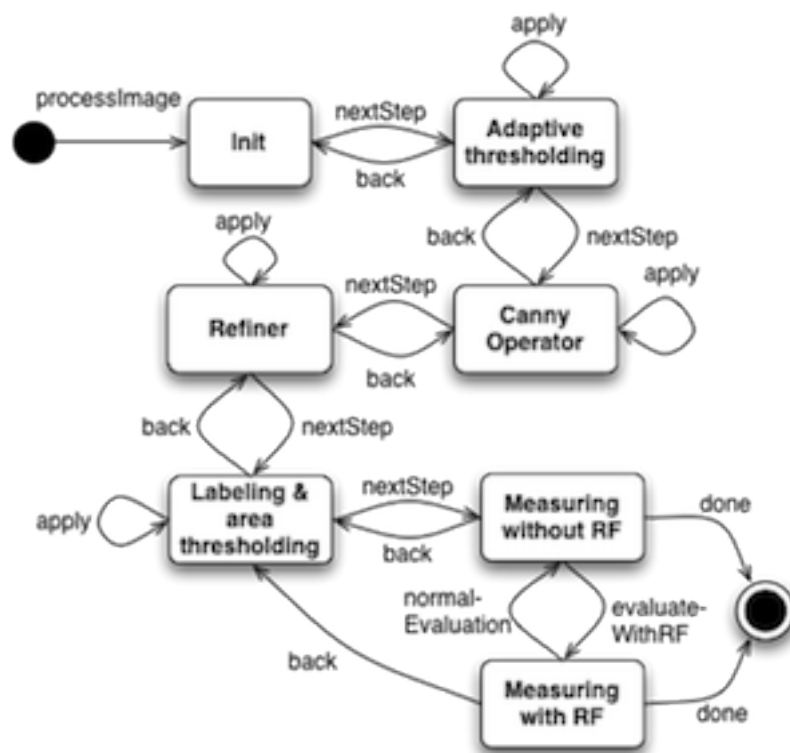 apply
processImage
Init
nextStep
back
Adaptive
thresholding
apply
back
nextStep
apply
Refiner
nextStep
back
Canny
Operator
back
nextStep
apply
Labeling &
area
thresholding
nextStep
back
Measuring
without RF
done
normal-
Evaluation
evaluate-
WithRF
back
Measuring
with RF
done